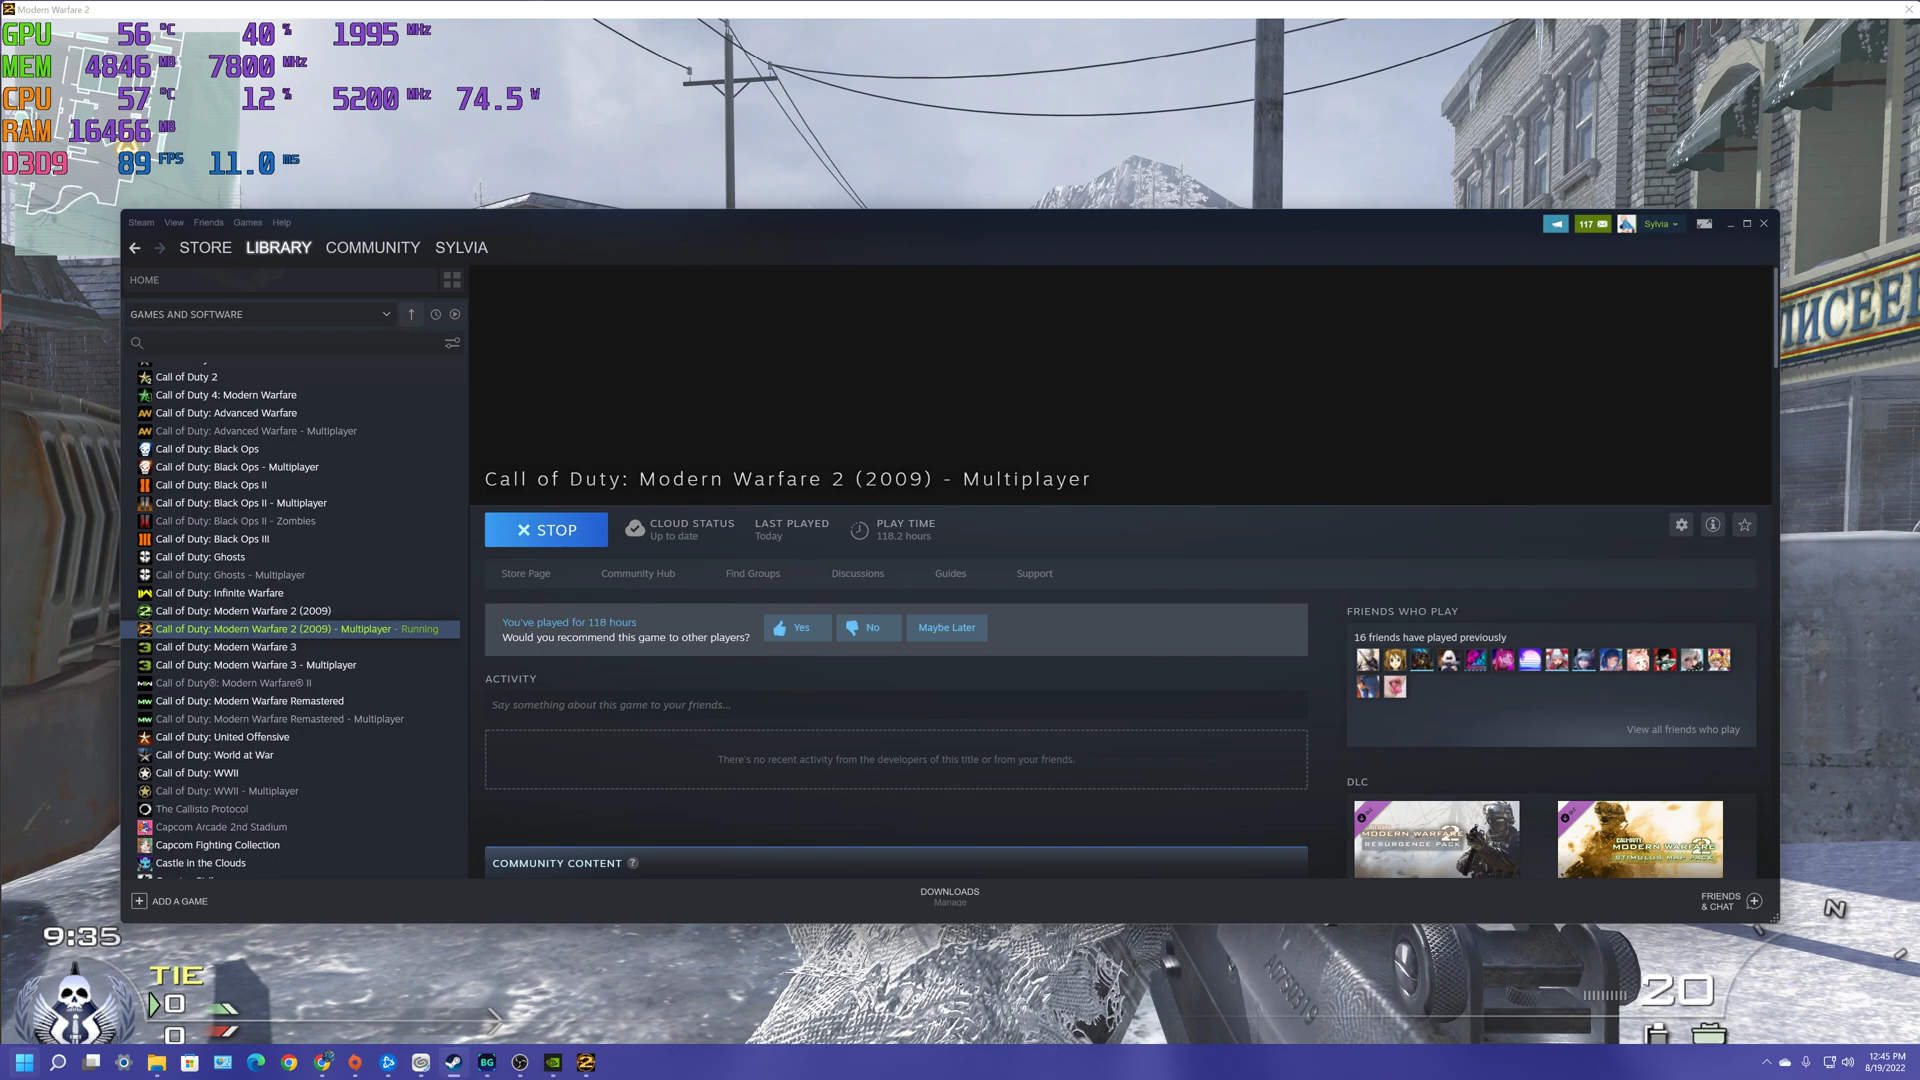 Modern Warfare 2
GPU 56 °C 40 % 1995 MHz
MEM 4846 MB 7800 MHz
CPU 57 °C 12 % 5200 MHz 74.5 W
RAM 16466 MB
D3D9 89 FPS 11.0 ms
Steam View Friends Games Help
117 Sylvia
STORE LIBRARY COMMUNITY SYLVIA
HOME
GAMES AND SOFTWARE
Call of Duty 2
Call of Duty 4: Modern Warfare
Call of Duty: Advanced Warfare
Call of Duty: Advanced Warfare - Multiplayer
Call of Duty: Black Ops
Call of Duty: Black Ops - Multiplayer
Call of Duty: Black Ops II
Call of Duty: Black Ops II - Multiplayer
Call of Duty: Black Ops II - Zombies
Call of Duty: Black Ops III
Call of Duty: Ghosts
Call of Duty: Ghosts - Multiplayer
Call of Duty: Infinite Warfare
Call of Duty: Modern Warfare 2 (2009)
Call of Duty: Modern Warfare 2 (2009) - Multiplayer - Running
Call of Duty: Modern Warfare 3
Call of Duty: Modern Warfare 3 - Multiplayer
Call of Duty®: Modern Warfare® II
Call of Duty: Modern Warfare Remastered
Call of Duty: Modern Warfare Remastered - Multiplayer
Call of Duty: United Offensive
Call of Duty: World at War
Call of Duty: WWII
Call of Duty: WWII - Multiplayer
The Callisto Protocol
Capcom Arcade 2nd Stadium
Capcom Fighting Collection
Castle in the Clouds
ADD A GAME
Call of Duty: Modern Warfare 2 (2009) - Multiplayer
STOP
CLOUD STATUS
Up to date
LAST PLAYED
Today
PLAY TIME
118.2 hours
Store Page Community Hub Find Groups Discussions Guides Support
You've played for 118 hours
Would you recommend this game to other players?
Yes No Maybe Later
ACTIVITY
Say something about this game to your friends...
There's no recent activity from the developers of this title or from your friends.
COMMUNITY CONTENT ?
FRIENDS WHO PLAY
16 friends have played previously
View all friends who play
DLC
MODERN WARFARE 2
RESURGENCE PACK
CALL OF DUTY
MODERN WARFARE 2
STIMULUS MAP PACK
DOWNLOADS
Manage
FRIENDS
& CHAT
ЛИСЕЕВ
N
9:35
TIE
0
0
20
BG
12:45 PM
8/19/2022